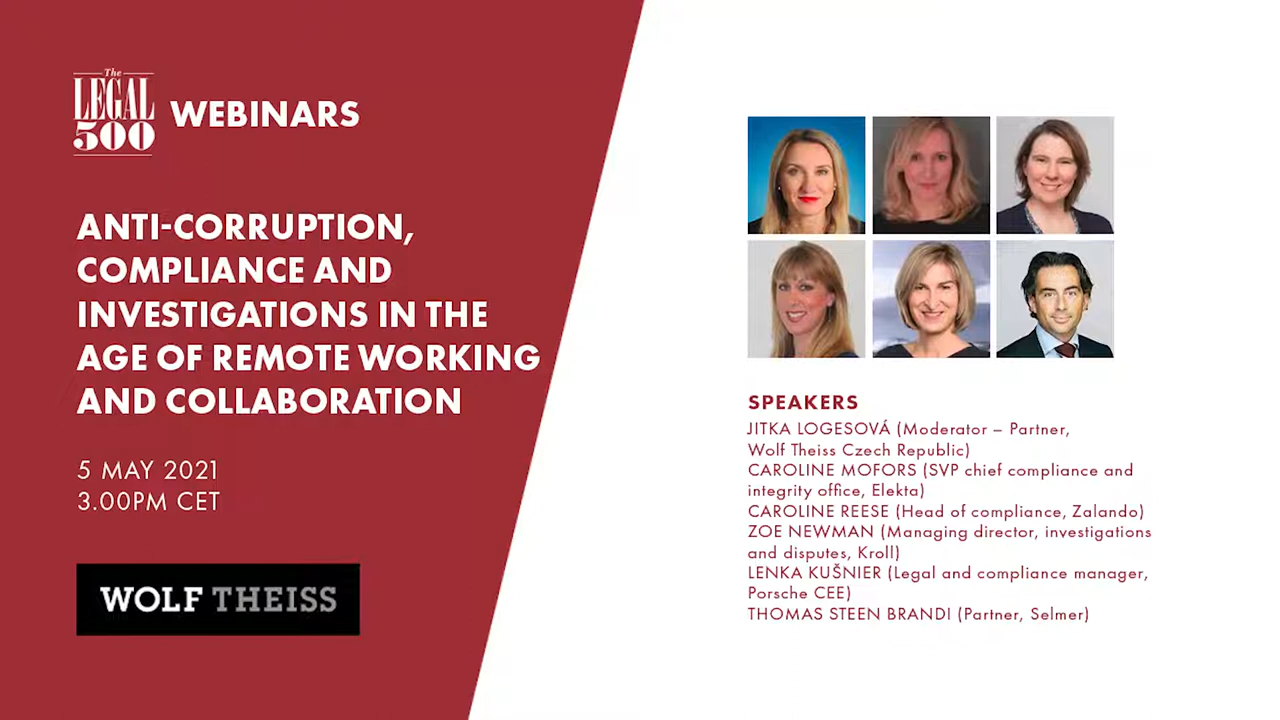 The
LEGAL
500
WEBINARS
ANTI-CORRUPTION,
COMPLIANCE AND
INVESTIGATIONS IN THE
AGE OF REMOTE WORKING
AND COLLABORATION
5 MAY 2021
3.00PM CET
WOLF THEISS
SPEAKERS
JITKA LOGESOVÁ (Moderator – Partner,
Wolf Theiss Czech Republic)
CAROLINE MOFORS (SVP chief compliance and
integrity office, Elekta)
CAROLINE REESE (Head of compliance, Zalando)
ZOE NEWMAN (Managing director, investigations
and disputes, Kroll)
LENKA KUŠNIER (Legal and compliance manager,
Porsche CEE)
THOMAS STEEN BRANDI (Partner, Selmer)